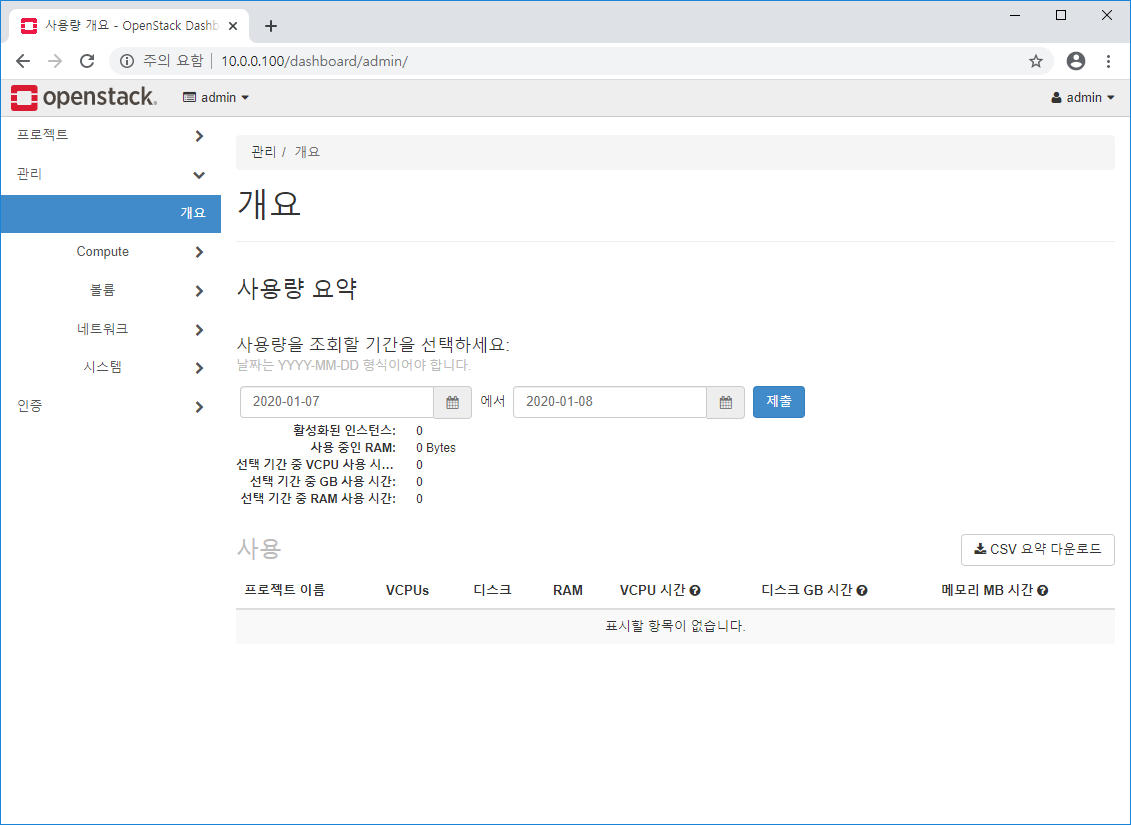 사용량 개요 - OpenStack Dashb
주의 요함 | 10.0.0.100/dashboard/admin/
openstack. admin admin
프로젝트
관리
개요
Compute
볼륨
네트워크
시스템
인증
관리 / 개요
개요
사용량 요약
사용량을 조회할 기간을 선택하세요:
날짜는 YYYY-MM-DD 형식이어야 합니다.
2020-01-07 에서 2020-01-08 제출
활성화된 인스턴스: 0
사용 중인 RAM: 0 Bytes
선택 기간 중 VCPU 사용 시... 0
선택 기간 중 GB 사용 시간: 0
선택 기간 중 RAM 사용 시간: 0
사용 CSV 요약 다운로드
프로젝트 이름 VCPUs 디스크 RAM VCPU 시간 디스크 GB 시간 메모리 MB 시간
표시할 항목이 없습니다.